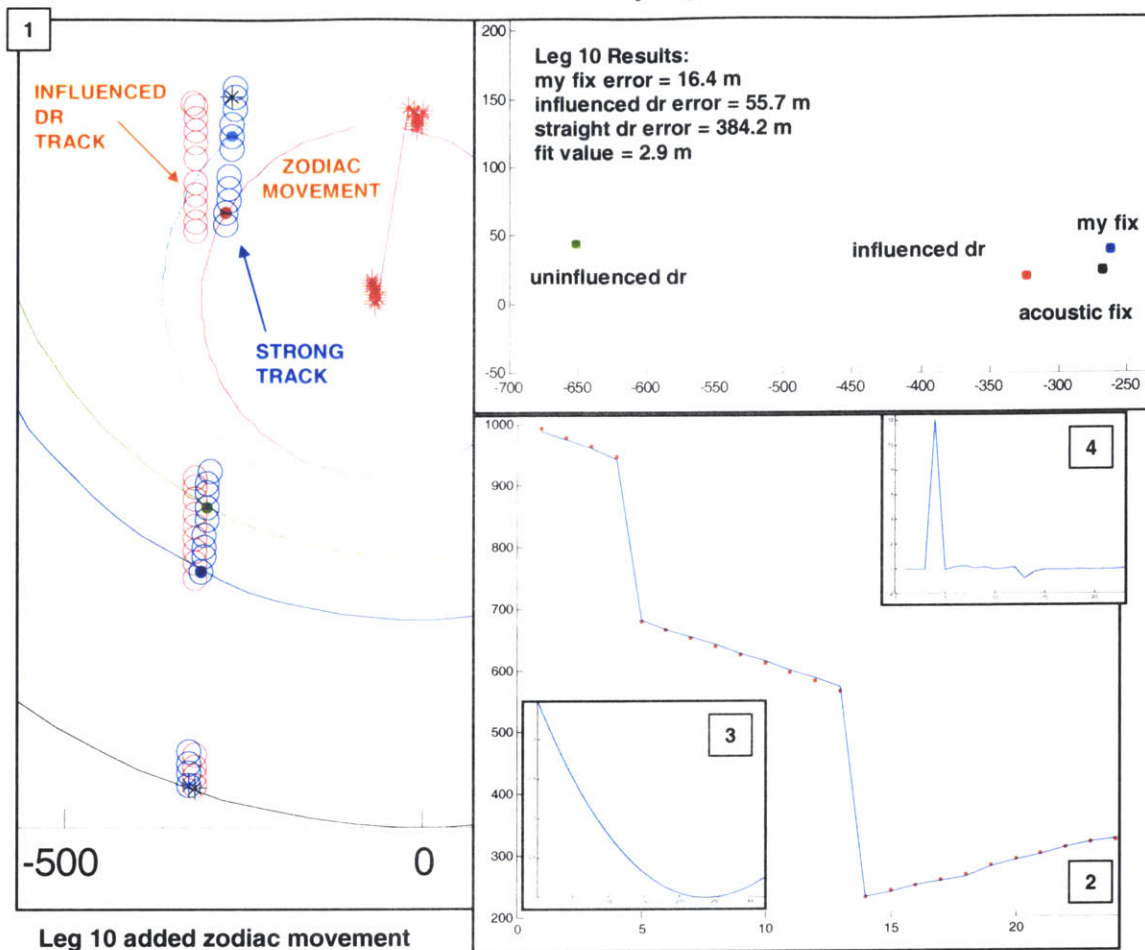 1
INFLUENCED
DR
TRACK
ZODIAC
MOVEMENT
STRONG
TRACK
-500
0
Leg 10 added zodiac movement
200
150
100
50
0
-50
-700
-650
-600
-550
-500
-450
-400
-350
-300
-250
Leg 10 Results:
my fix error = 16.4 m
influenced dr error = 55.7 m
straight dr error = 384.2 m
fit value = 2.9 m
uninfluenced dr
influenced dr
my fix
acoustic fix
1000
900
800
700
600
500
400
300
200
0
5
10
15
20
4
3
2